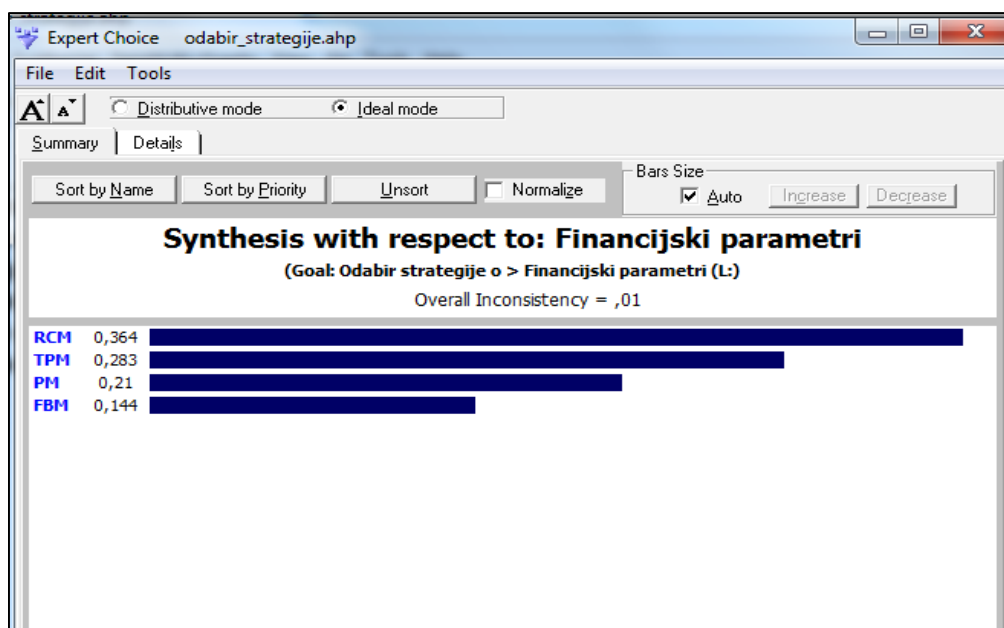 Expert Choice odabir_strategije.ahp
File Edit Tools
A A Distributive mode Ideal mode
Summary Details
Sort by Name Sort by Priority Unsort Normalize
Bars Size
Auto Increase Decrease
Synthesis with respect to: Financijski parametri
(Goal: Odabir strategije o > Financijski parametri (L:)
Overall Inconsistency = ,01
RCM 0,364
TPM 0,283
PM 0,21
FBM 0,144